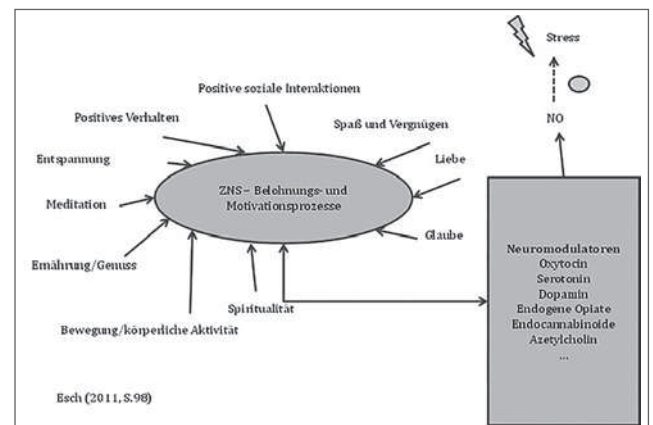 Stress
Positive soziale Interaktionen
Positives Verhalten
Spaß und Vergnügen
NO
Entspannung
Liebe
ZNS – Belohnungs- und
Motivationsprozesse
Meditation
Glaube
Neuromodulatoren
Oxytocin
Serotonin
Dopamin
Endogene Opiate
Endocannabinoide
Azetylcholin
...
Ernährung/Genuss
Spiritualität
Bewegung/körperliche Aktivität
Esch (2011, S.98)